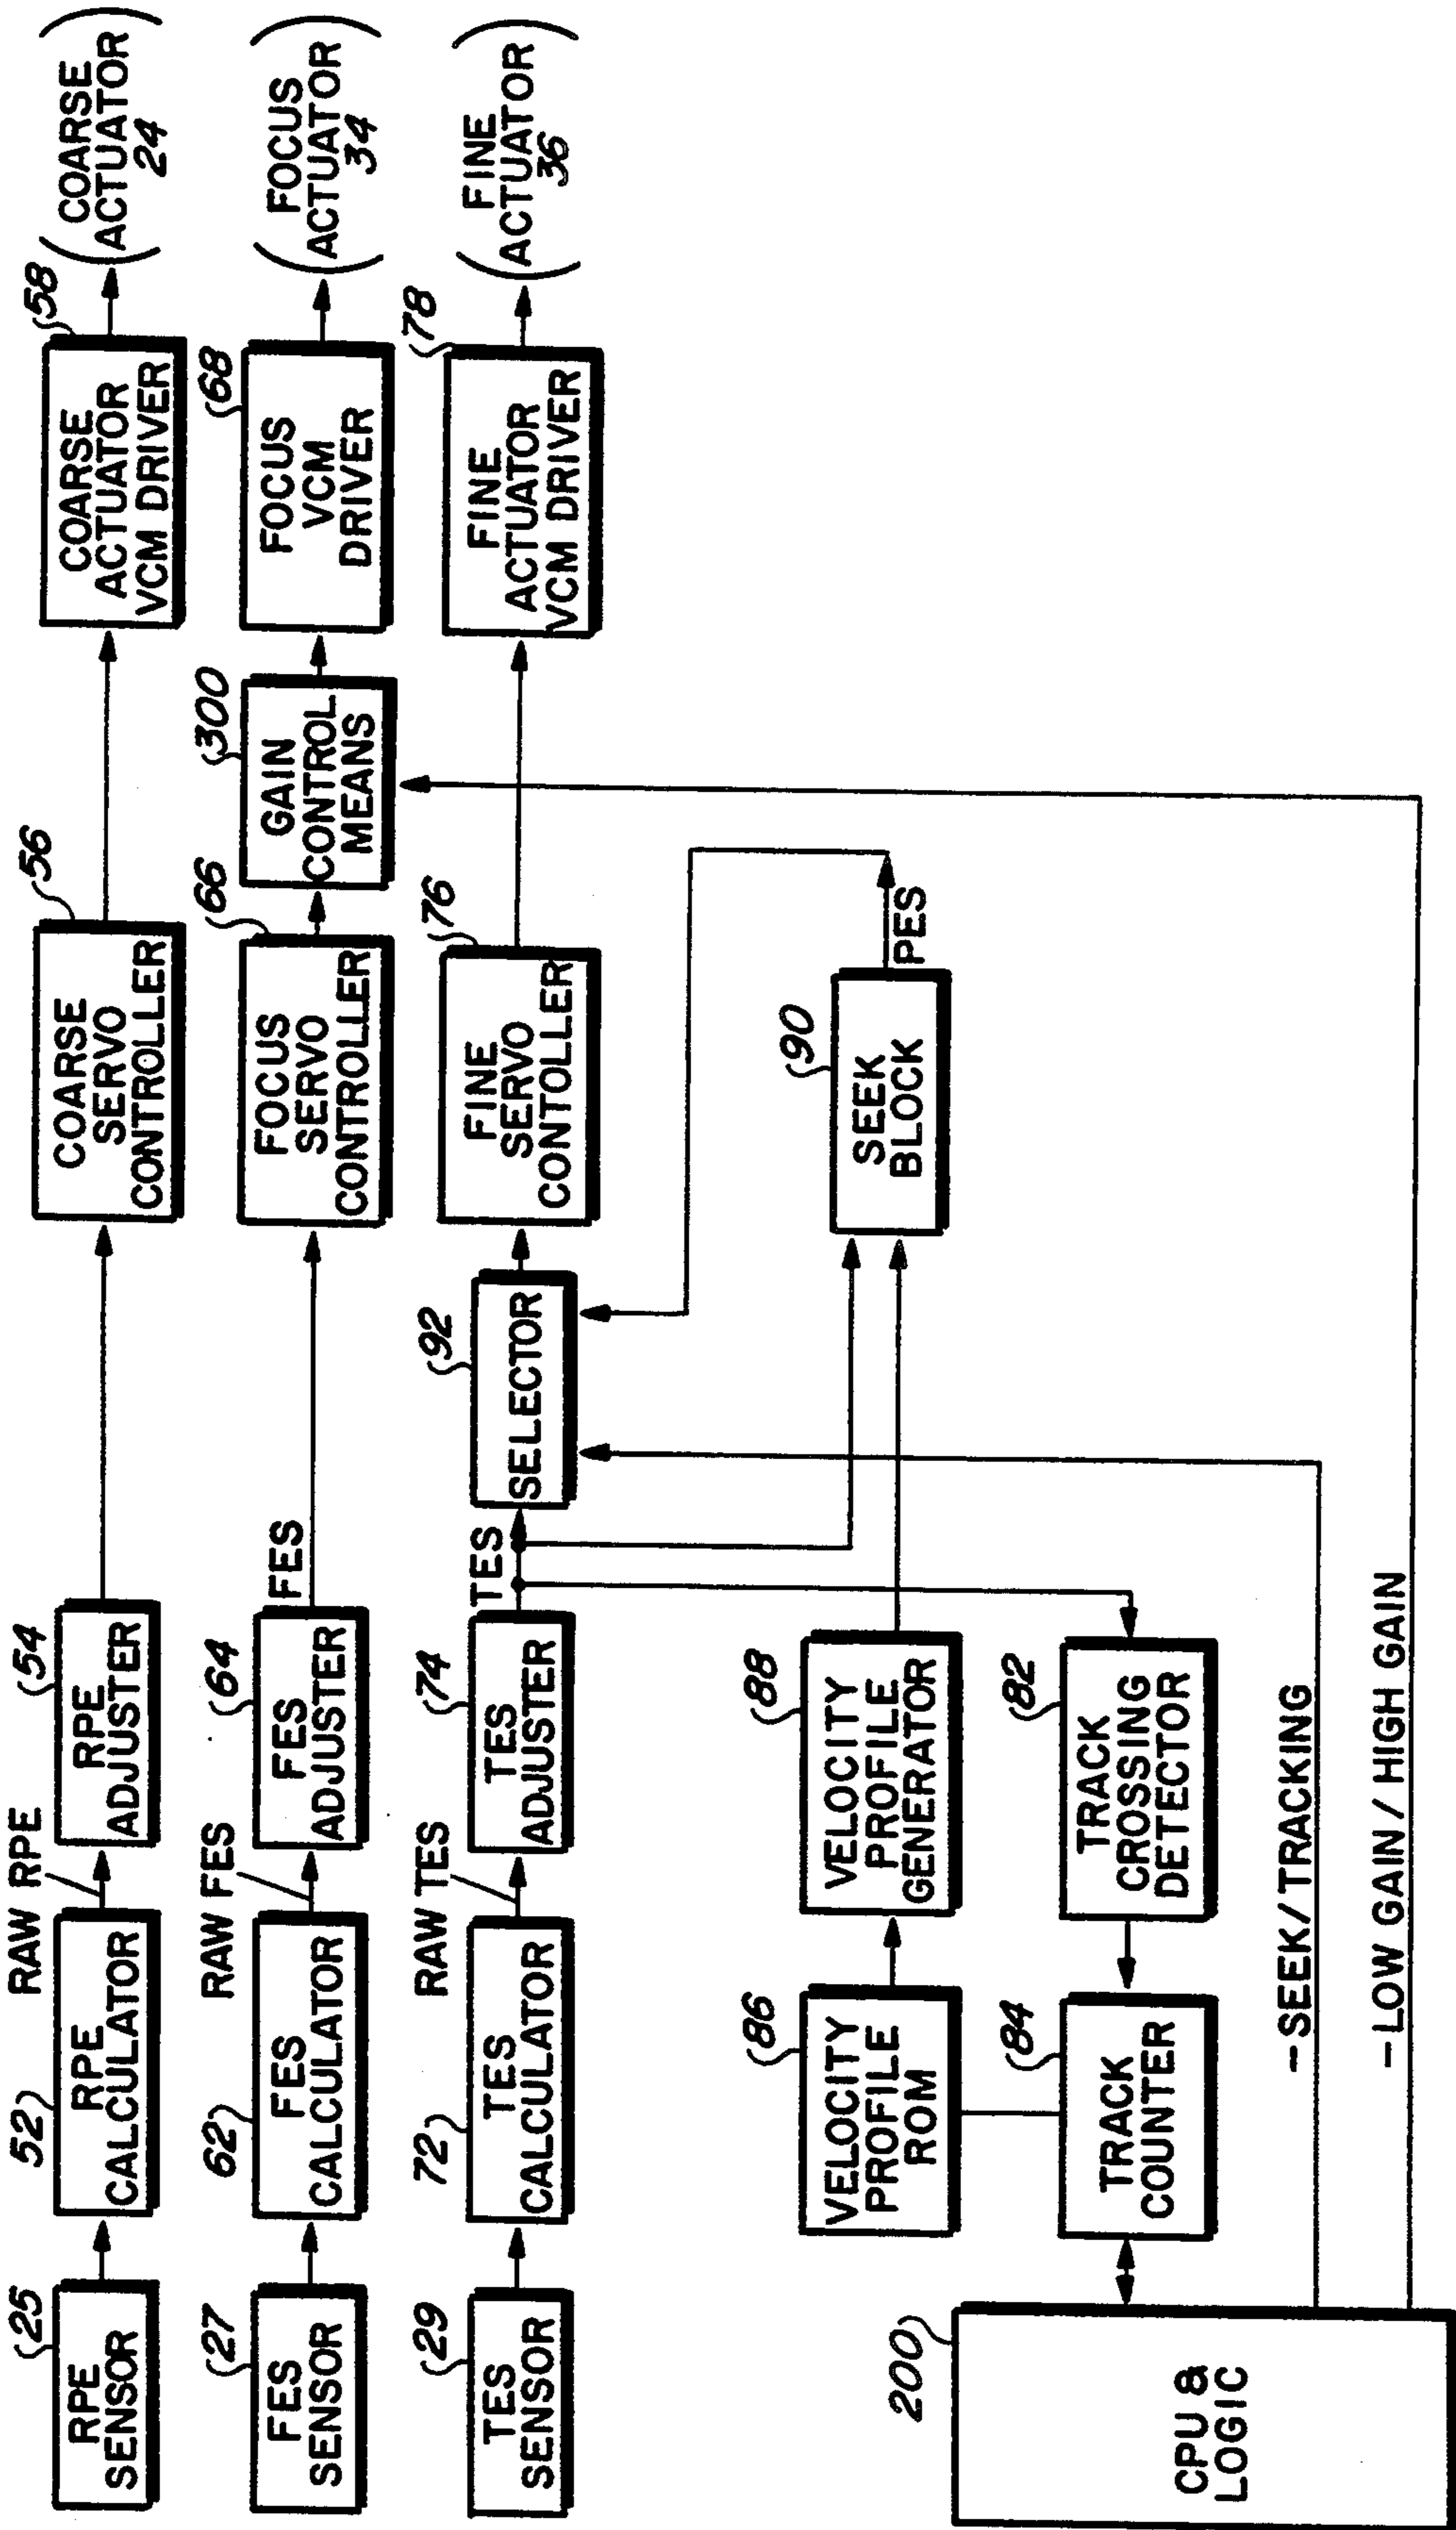 25
RPE
SENSOR
52
RPE
CALCULATOR
RAW RPE
54
RPE
ADJUSTER
56
COARSE
SERVO
CONTROLLER
58
COARSE
ACTUATOR
VCM DRIVER
COARSE
ACTUATOR
24
27
FES
SENSOR
62
FES
CALCULATOR
RAW FES
64
FES
ADJUSTER
FES
66
FOCUS
SERVO
CONTROLLER
300
GAIN
CONTROL
MEANS
68
FOCUS
VCM
DRIVER
FOCUS
ACTUATOR
34
29
TES
SENSOR
72
TES
CALCULATOR
RAW TES
74
TES
ADJUSTER
TES
92
SELECTOR
76
FINE
SERVO
CONTOLLER
78
FINE
ACTUATOR
VCM DRIVER
FINE
ACTUATOR
36
86
VELOCITY
PROFILE
ROM
88
VELOCITY
PROFILE
GENERATOR
90
SEEK
BLOCK
PES
200
CPU &
LOGIC
84
TRACK
COUNTER
82
TRACK
CROSSING
DETECTOR
-SEEK/TRACKING
-LOW GAIN / HIGH GAIN